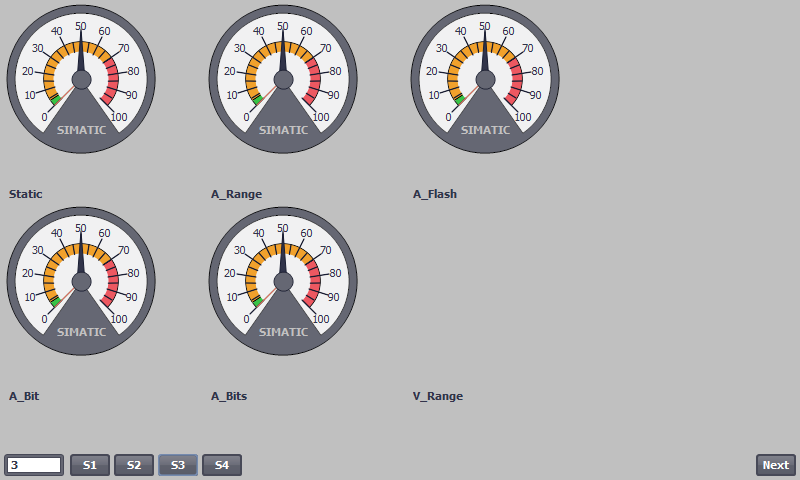 50 50 50
40 60 40 60 40 60
30 70 30 70 30 70
20 80 20 80 20 80
10 90 10 90 10 90
0 100 0 100 0 100
SIMATIC SIMATIC SIMATIC
Static A_Range A_Flash
50 50
40 60 40 60
30 70 30 70
20 80 20 80
10 90 10 90
0 100 0 100
SIMATIC SIMATIC
A_Bit A_Bits V_Range
3 S1 S2 S3 S4 Next